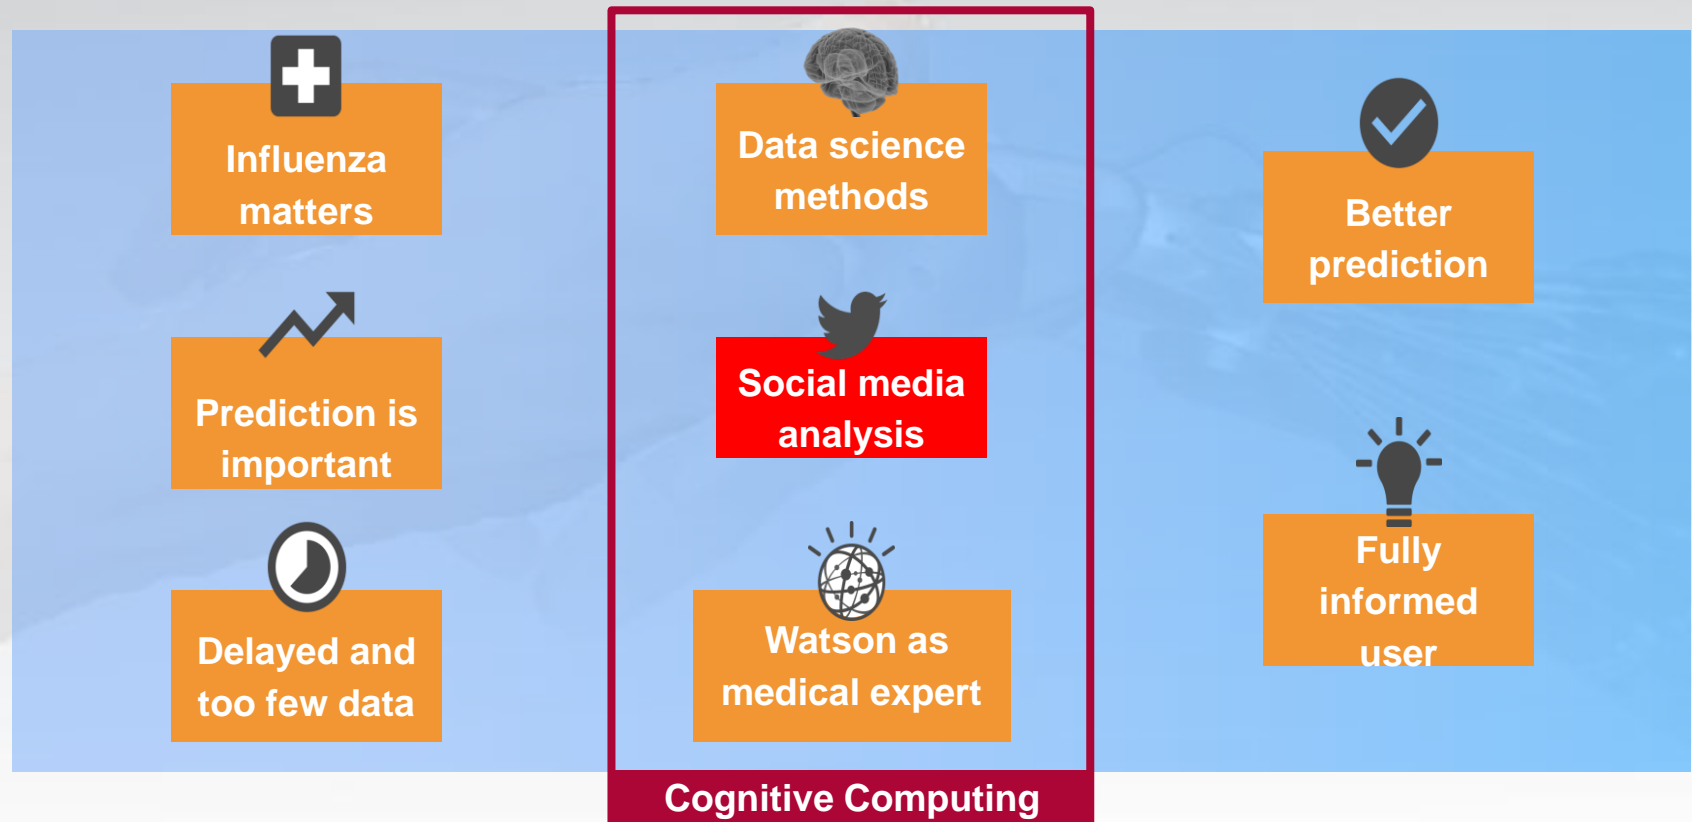 Influenza
matters
Prediction is
important
Delayed and
too few data
Data science
methods
Social media
analysis
Watson as
medical expert
Cognitive Computing
Better
prediction
Fully
informed
user